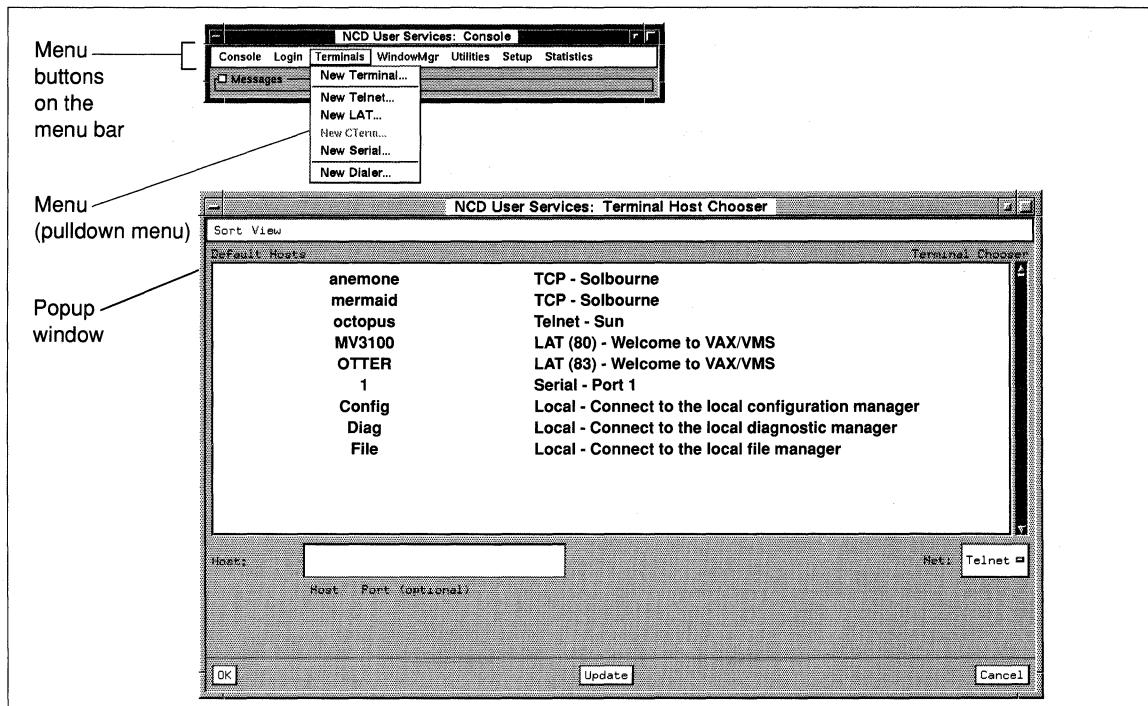 Menu
buttons
on the
menu bar
NCD User Services: Console
Console Login Terminals WindowMgr Utilities Setup Statistics
Messages
New Terminal...
New Telnet...
New LAT...
New CTerm...
New Serial...
New Dialer...
Menu
(pulldown menu)
Popup
window
NCD User Services: Terminal Host Chooser
Sort View
Default Hosts Terminal Chooser
anemone TCP - Solbourne
mermaid TCP - Solbourne
octopus Telnet - Sun
MV3100 LAT (80) - Welcome to VAX/VMS
OTTER LAT (83) - Welcome to VAX/VMS
1 Serial - Port 1
Config Local - Connect to the local configuration manager
Diag Local - Connect to the local diagnostic manager
File Local - Connect to the local file manager
Host: Net: Telnet
Host Port (optional)
OK Update Cancel